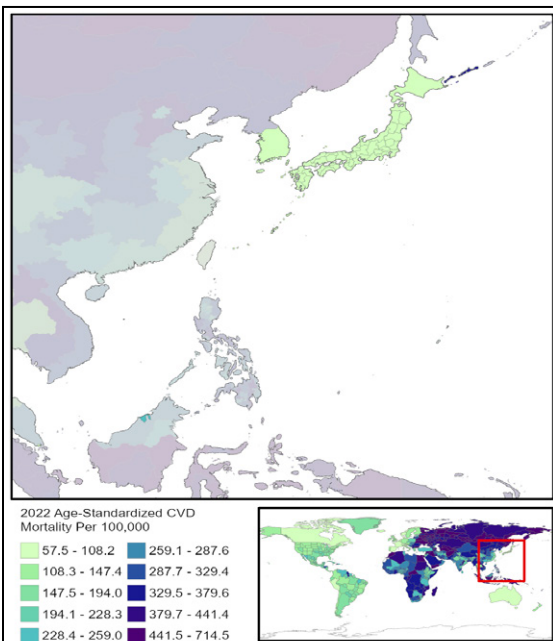 2022 Age-Standardized CVD
Mortality Per 100,000
57.5 - 108.2 259.1 - 287.6
108.3 - 147.4 287.7 - 329.4
147.5 - 194.0 329.5 - 379.6
194.1 - 228.3 379.7 - 441.4
228.4 - 259.0 441.5 - 714.5